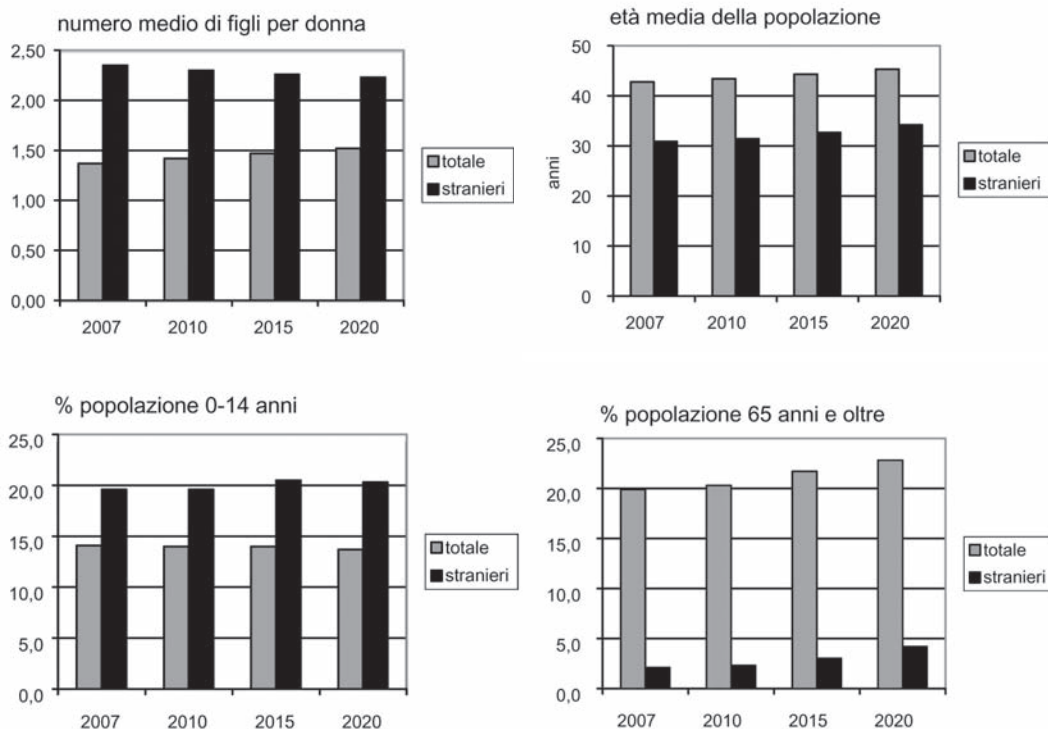 numero medio di figli per donna
2,50
2,00
1,50
1,00
0,50
0,00
2007 2010 2015 2020
totale
stranieri
età media della popolazione
50
40
30
20
10
0
anni
2007 2010 2015 2020
totale
stranieri
% popolazione 0-14 anni
25,0
20,0
15,0
10,0
5,0
0,0
2007 2010 2015 2020
totale
stranieri
% popolazione 65 anni e oltre
25,0
20,0
15,0
10,0
5,0
0,0
2007 2010 2015 2020
totale
stranieri